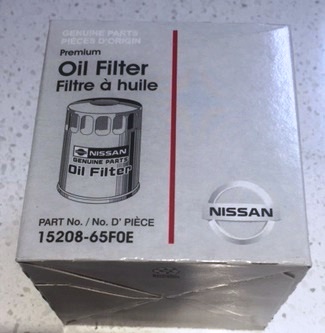 GENUINE PARTS
PIÈCES D'ORIGIN
Premium
Oil Filter
Filtre à huile
NISSAN
GENUINE PARTS
Oil Filter
PART No. / No. D' PIÈCE
15208-65F0E
NISSAN